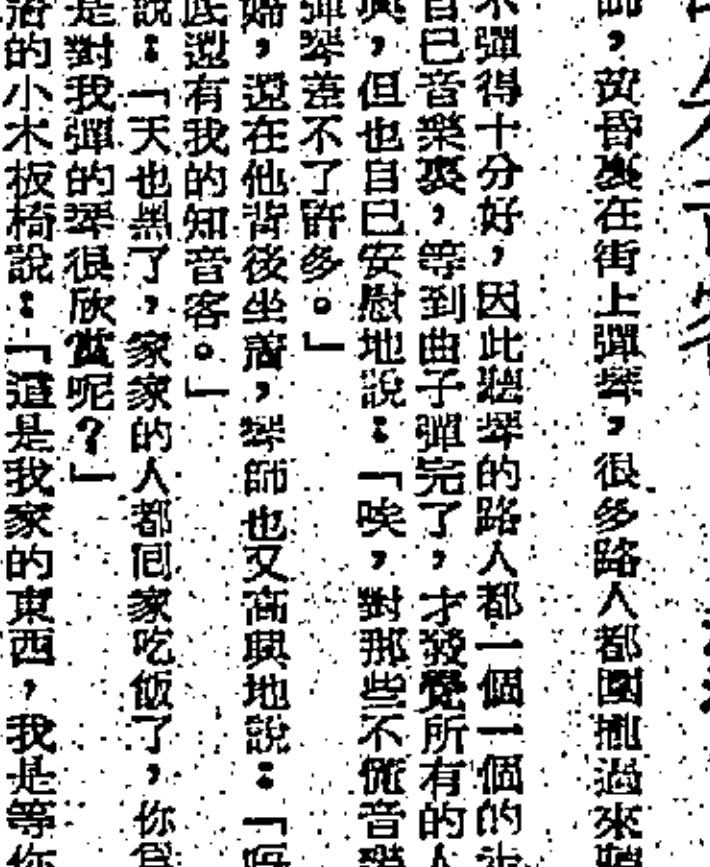 師，黃昏裏在街上彈琴，很多路人都圍攏過來聽
不彈得十分好，因此聽琴的路人都一個一個的
自己音樂裏，等到曲子彈完了，才發覺所有的人
興，但也自己安慰地說：「唉，對那些不懂音樂
彈琴差不了許多。」
婦，還在他背後坐着，琴師也又高興地說：「
底還有我的知音客。」
說：「天也黑了，家家的人都回家吃飯了，你
是對我彈的琴很欣賞呢？」
的小木板椅說：「這是我家的東西，我是等你